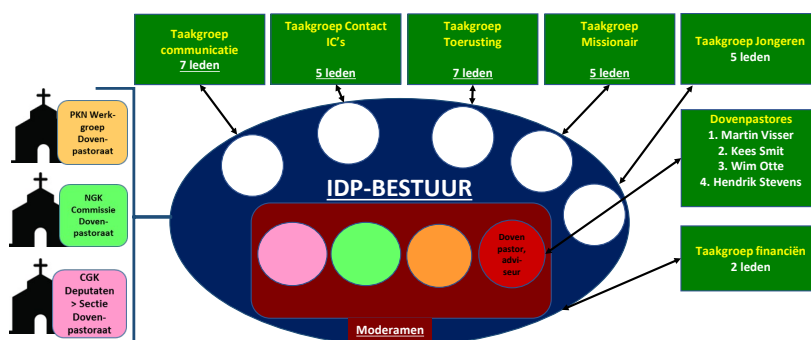 Taakgroep
communicatie
7 leden
Taakgroep Contact
IC's
5 leden
Taakgroep
Toerusting
7 leden
Taakgroep
Missionair
5 leden
Taakgroep Jongeren
5 leden
PKN Werk-
groep
Doven-
pastoraat
NGK
Commissie
Doven-
pastoraat
CGK
Deputaten
> Sectie
Doven-
pastoraat
IDP-BESTUUR
Doven
pastor,
advi-
seur
Moderamen
Dovenpastores
1. Martin Visser
2. Kees Smit
3. Wim Otte
4. Hendrik Stevens
Taakgroep financiën
2 leden